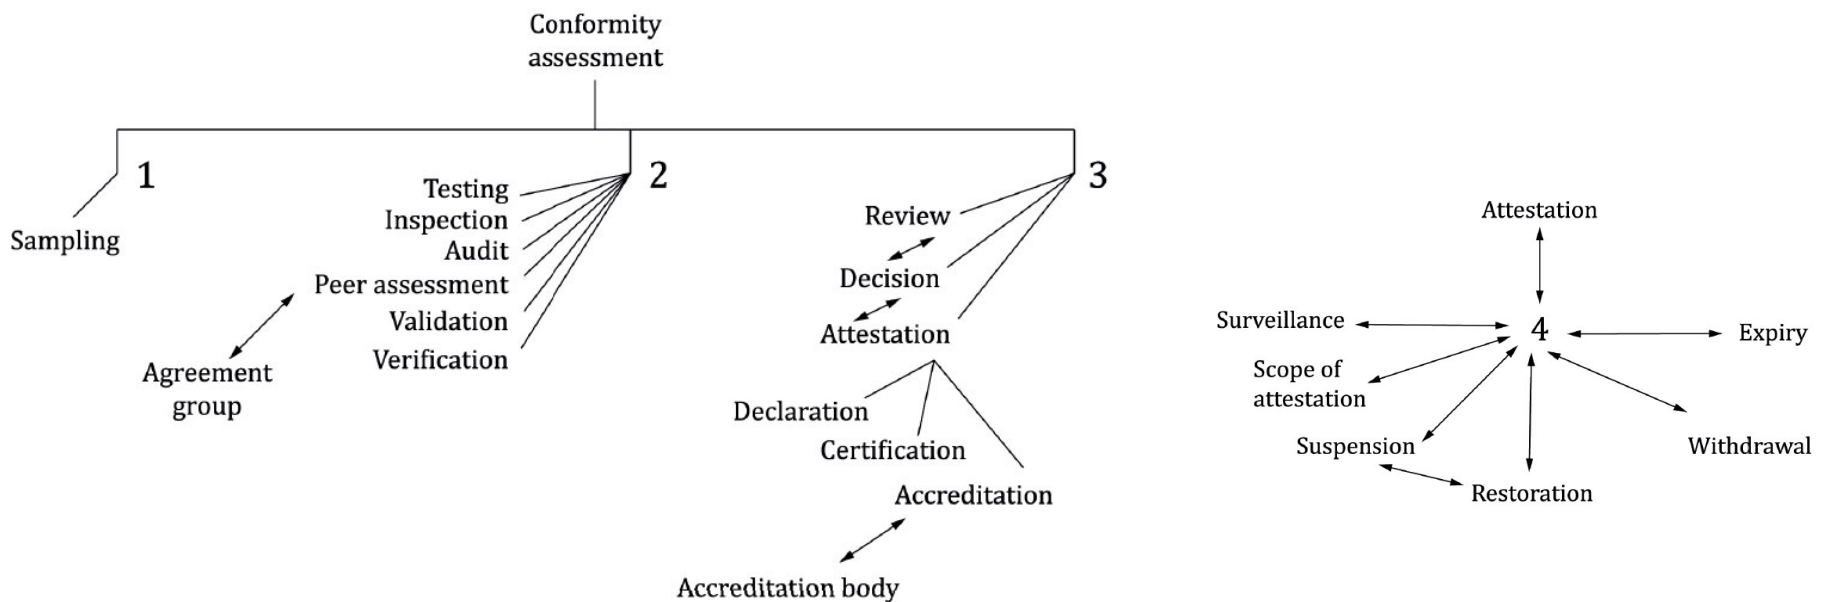 Conformity
assessment
1
Sampling
2
Testing
Inspection
Audit
Peer assessment
Validation
Verification
Agreement
group
3
Review
Decision
Attestation
Declaration
Certification
Accreditation
Accreditation body
Attestation
Surveillance
4
Expiry
Scope of
attestation
Suspension
Withdrawal
Restoration